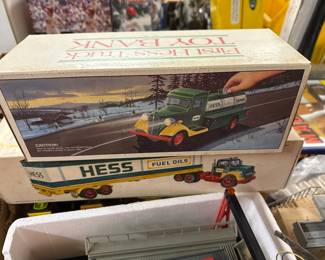 First Hess Truck
TOY BANK
CAUTION:
HESS
FUEL OILS